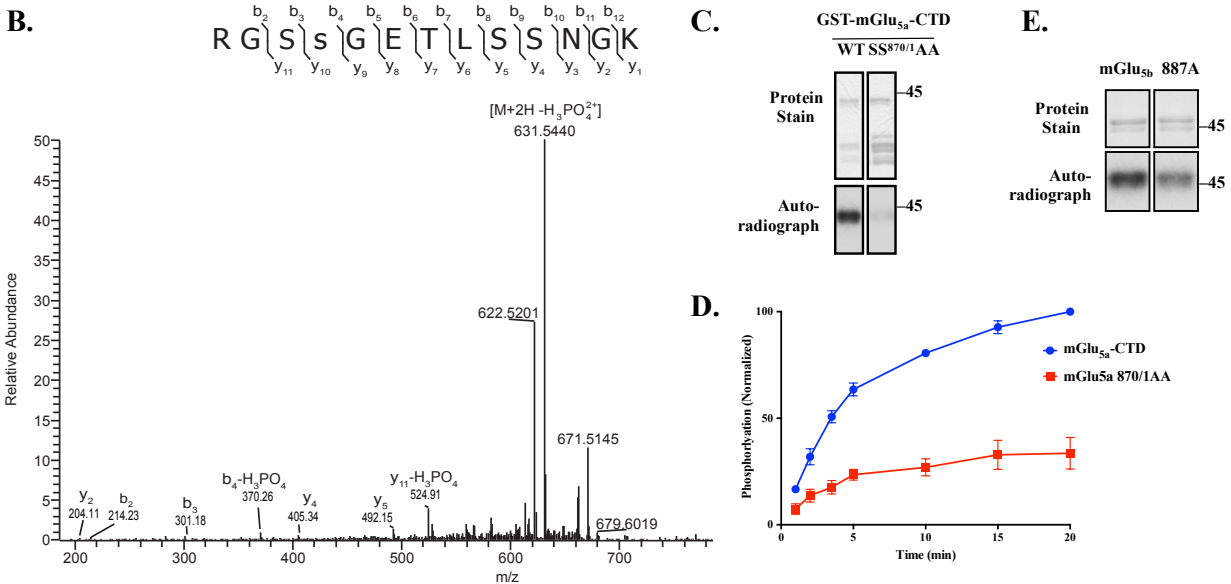 B.
b2 b3 b4 b5 b6 b7 b8 b9 b10 b11 b12
R G S s G E T L S S N G K
y11 y10 y9 y8 y7 y6 y5 y4 y3 y2 y1
[M+2H -H3PO4 2+]
631.5440
622.5201
671.5145
679.6019
y11-H3PO4
524.91
y5
492.15
y4
405.34
b4-H3PO4
370.26
b3
301.18
b2
214.23
y2
204.11
Relative Abundance
50
45
40
35
30
25
20
15
10
5
0
200 300 400 500 600 700
m/z
C.
GST-mGlu5a-CTD
WT SS870/1AA
Protein
Stain
45
Auto-
radiograph
45
E.
mGlu5b 887A
Protein
Stain
45
Auto-
radiograph
45
D.
Phosphorlyation (Normalized)
100
50
0
0 5 10 15 20
Time (min)
mGlu5a-CTD
mGlu5a 870/1AA